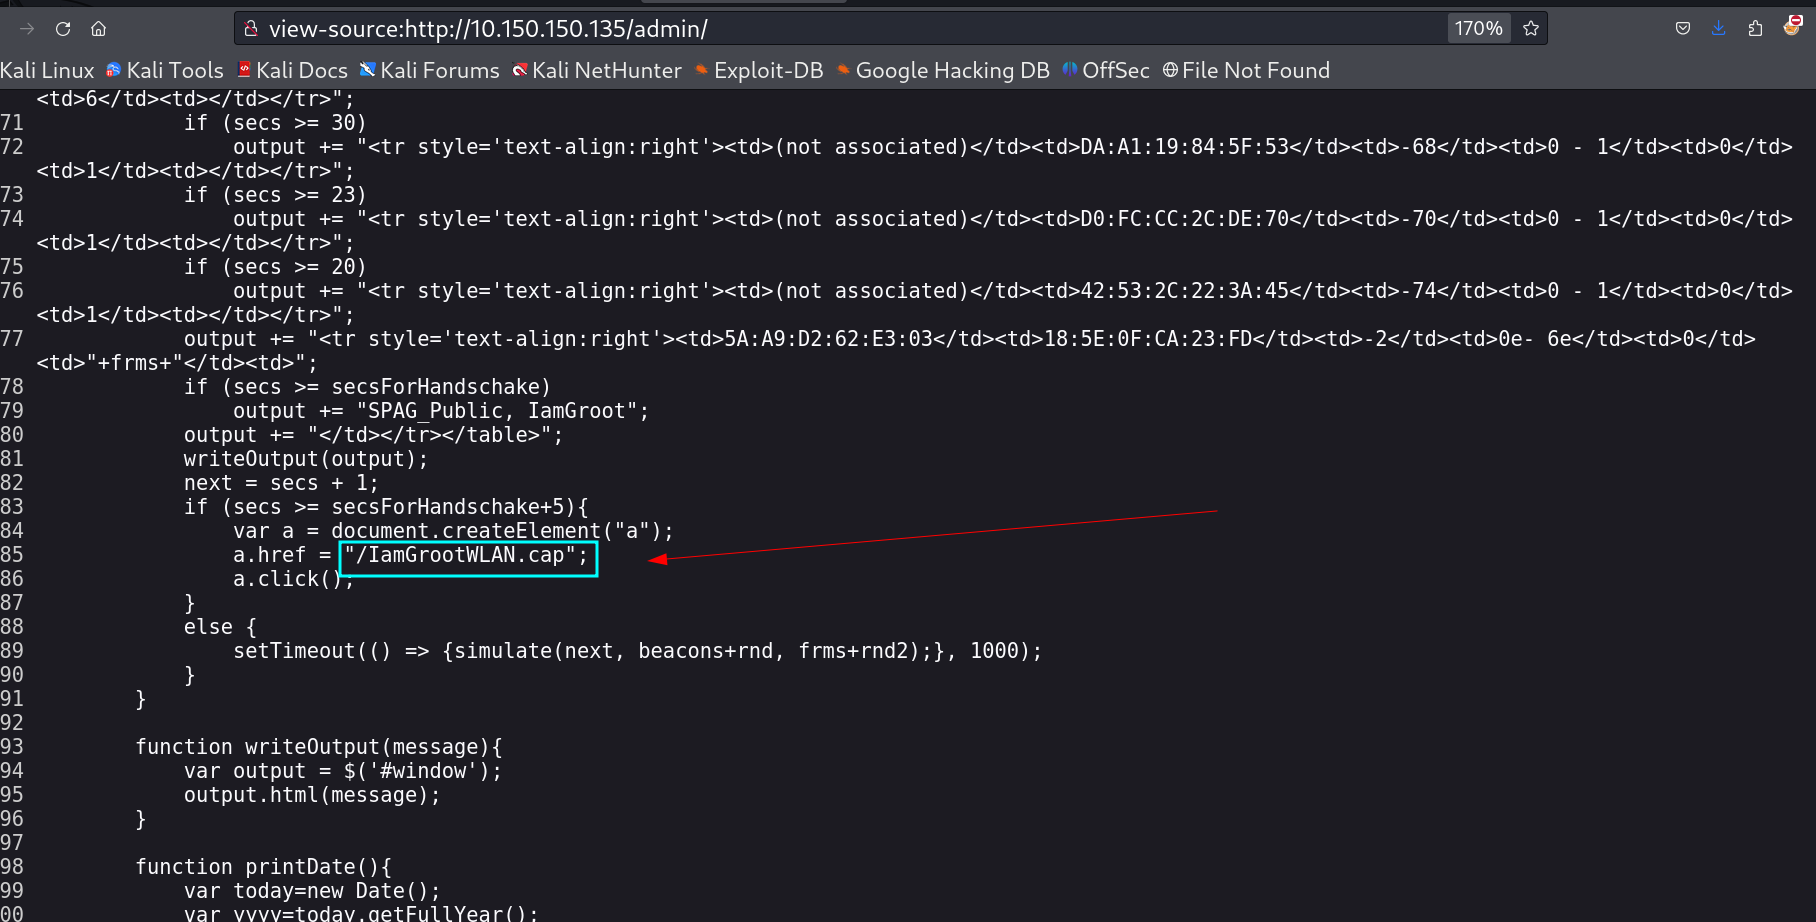 view-source:http://10.150.150.135/admin/ 170%
Kali Linux Kali Tools Kali Docs Kali Forums Kali NetHunter Exploit-DB Google Hacking DB OffSec File Not Found
<td>6</td><td></td></tr>";
71 if (secs >= 30)
72 output += "<tr style='text-align:right'><td>(not associated)</td><td>DA:A1:19:84:5F:53</td><td>-68</td><td>0 - 1</td><td>0</td>
<td>1</td><td></td></tr>";
73 if (secs >= 23)
74 output += "<tr style='text-align:right'><td>(not associated)</td><td>D0:FC:CC:2C:DE:70</td><td>-70</td><td>0 - 1</td><td>0</td>
<td>1</td><td></td></tr>";
75 if (secs >= 20)
76 output += "<tr style='text-align:right'><td>(not associated)</td><td>42:53:2C:22:3A:45</td><td>-74</td><td>0 - 1</td><td>0</td>
<td>1</td><td></td></tr>";
77 output += "<tr style='text-align:right'><td>5A:A9:D2:62:E3:03</td><td>18:5E:0F:CA:23:FD</td><td>-2</td><td>0e- 6e</td><td>0</td>
<td>"+frms+"</td><td>";
78 if (secs >= secsForHandschake)
79 output += "SPAG_Public, IamGroot";
80 output += "</td></tr></table>";
81 writeOutput(output);
82 next = secs + 1;
83 if (secs >= secsForHandschake+5){
84 var a = document.createElement("a");
85 a.href = "/IamGrootWLAN.cap";
86 a.click();
87 }
88 else {
89 setTimeout(() => {simulate(next, beacons+rnd, frms+rnd2);}, 1000);
90 }
91 }
92
93 function writeOutput(message){
94 var output = $('#window');
95 output.html(message);
96 }
97
98 function printDate(){
99 var today=new Date();
00 var yyyy=today.getFullYear();